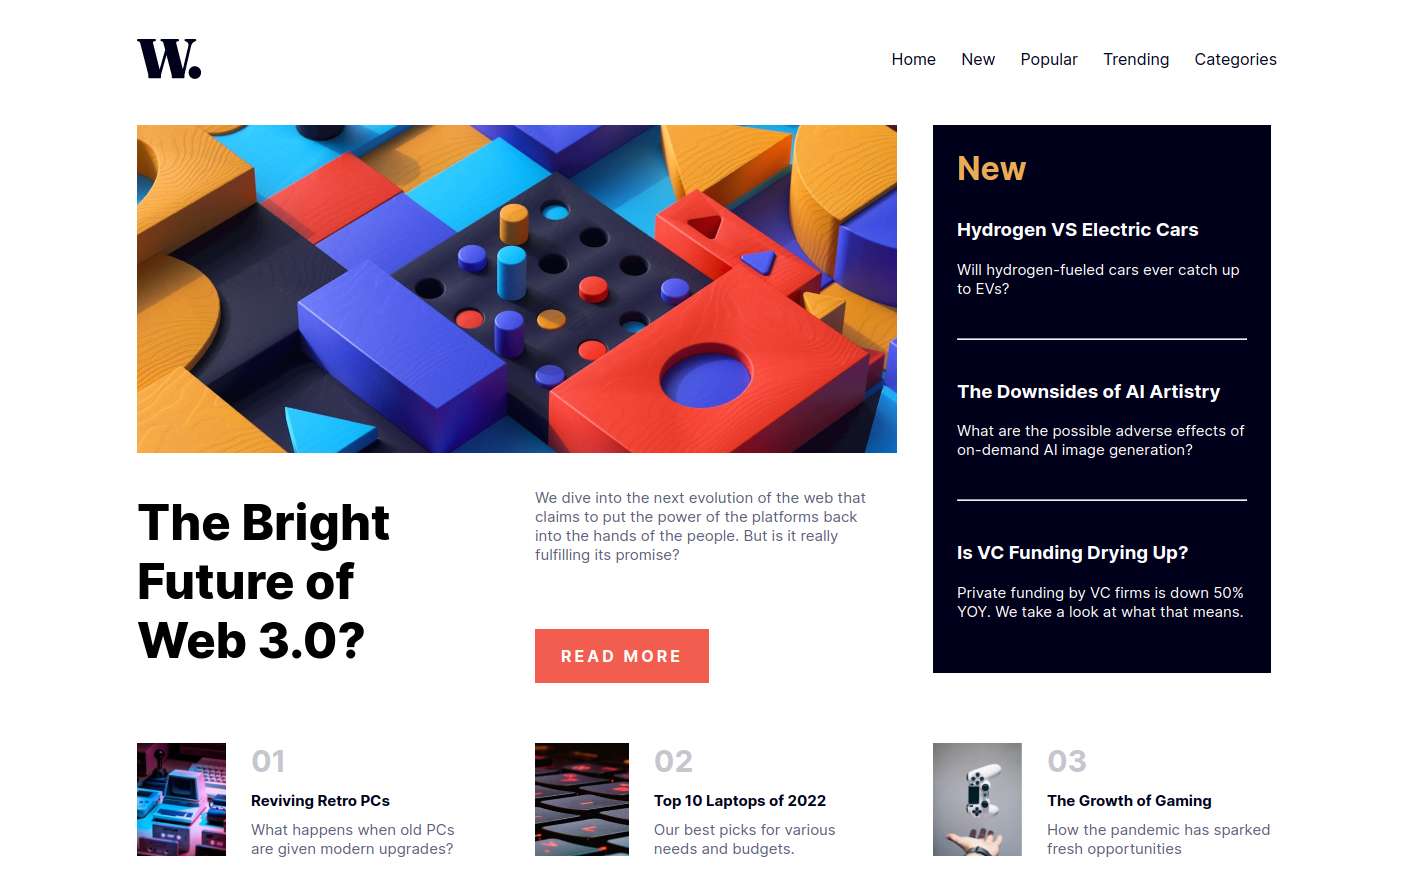 W.
Home New Popular Trending Categories
New
Hydrogen VS Electric Cars
Will hydrogen-fueled cars ever catch up
to EVs?
The Downsides of AI Artistry
What are the possible adverse effects of
on-demand AI image generation?
Is VC Funding Drying Up?
Private funding by VC firms is down 50%
YOY. We take a look at what that means.
The Bright
Future of
Web 3.0?
We dive into the next evolution of the web that
claims to put the power of the platforms back
into the hands of the people. But is it really
fulfilling its promise?
READ MORE
01
Reviving Retro PCs
What happens when old PCs
are given modern upgrades?
02
Top 10 Laptops of 2022
Our best picks for various
needs and budgets.
03
The Growth of Gaming
How the pandemic has sparked
fresh opportunities